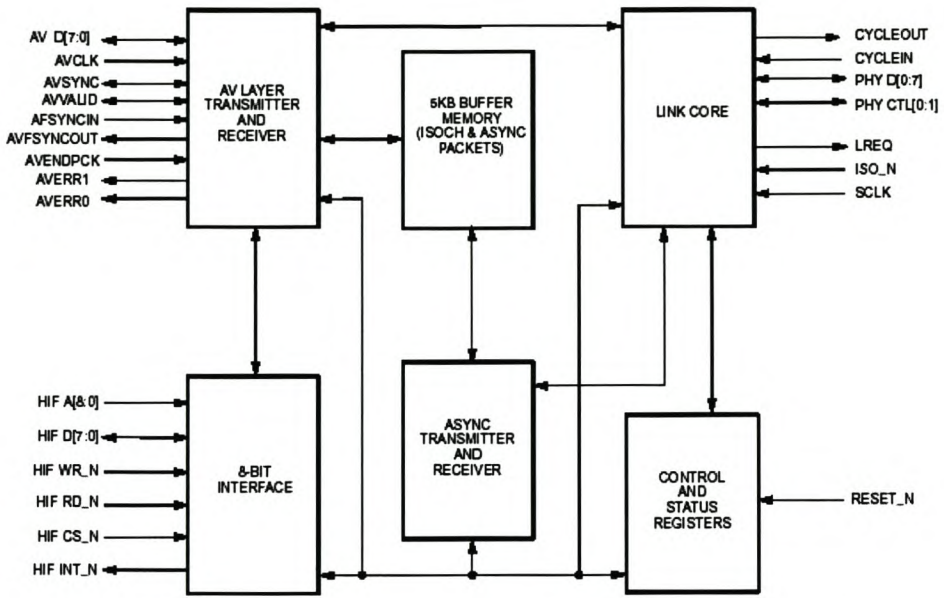 AV D[7:0]
AVCLK
AVSYNC
AVVALID
AFSYNCIN
AVFSYNCOUT
AVENDPCK
AVERR1
AVERR0
AV LAYER
TRANSMITTER
AND
RECEIVER
5KB BUFFER
MEMORY
(ISOCH & ASYNC
PACKETS)
LINK CORE
CYCLEOUT
CYCLEIN
PHY D[0:7]
PHY CTL[0:1]
LREQ
ISO_N
SCLK
HIF A[8:0]
HIF D[7:0]
HIF WR_N
HIF RD_N
HIF CS_N
HIF INT_N
8-BIT
INTERFACE
ASYNC
TRANSMITTER
AND
RECEIVER
CONTROL
AND
STATUS
REGISTERS
RESET_N